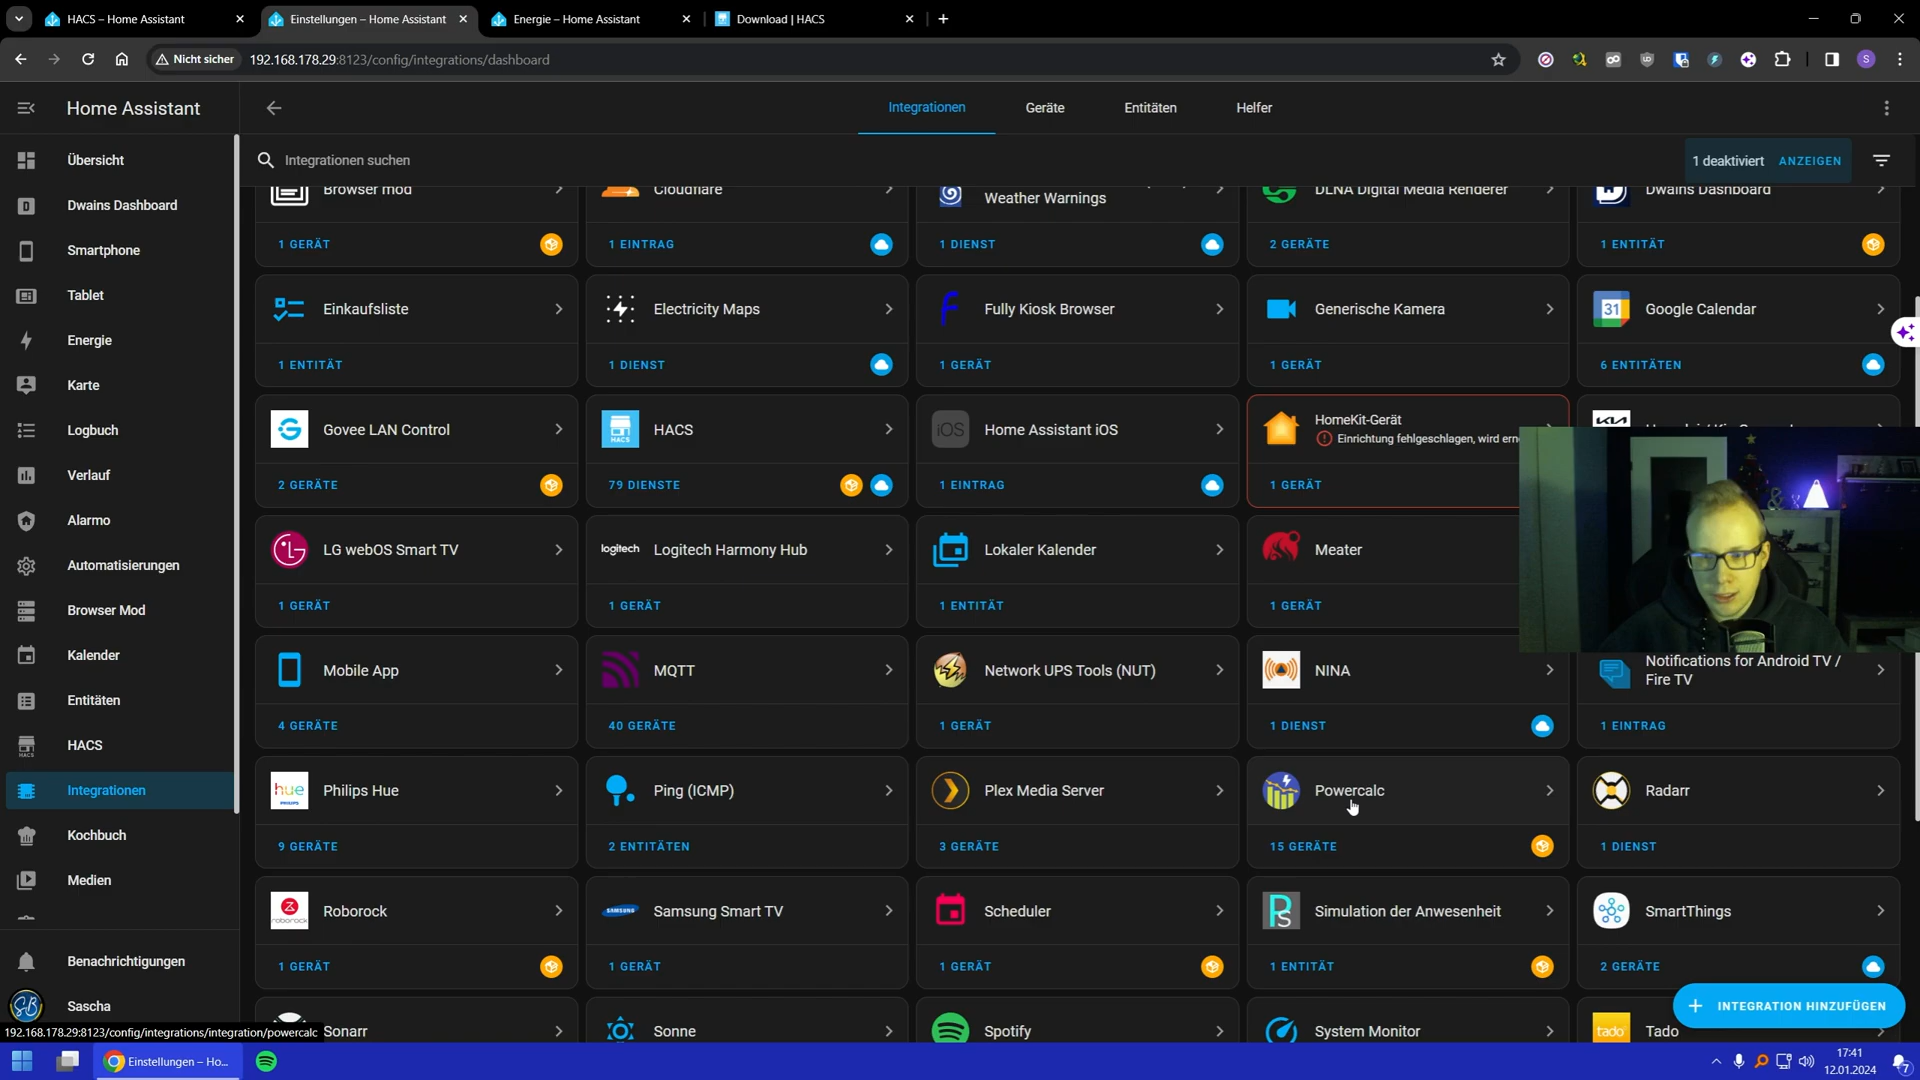 HACS – Home Assistant
Einstellungen – Home Assistant
Energie – Home Assistant
Download | HACS
Nicht sicher
192.168.178.29:8123/config/integrations/dashboard
S
Home Assistant
Integrationen
Geräte
Entitäten
Helfer
Integrationen suchen
1 deaktiviert ANZEIGEN
Übersicht
Dwains Dashboard
Smartphone
Tablet
Energie
Karte
Logbuch
Verlauf
Alarmo
Automatisierungen
Browser Mod
Kalender
Entitäten
HACS
Integrationen
Kochbuch
Medien
Benachrichtigungen
Sascha
Browser mod
1 GERÄT
Cloudflare
1 EINTRAG
Weather Warnings
1 DIENST
DLNA Digital Media Renderer
2 GERÄTE
Dwains Dashboard
1 ENTITÄT
Einkaufsliste
1 ENTITÄT
Electricity Maps
1 DIENST
Fully Kiosk Browser
1 GERÄT
Generische Kamera
1 GERÄT
31
Google Calendar
6 ENTITÄTEN
Govee LAN Control
2 GERÄTE
HACS
HACS
79 DIENSTE
iOS
Home Assistant iOS
1 EINTRAG
HomeKit-Gerät
Einrichtung fehlgeschlagen, wird ern
1 GERÄT
LG
LG webOS Smart TV
1 GERÄT
logitech
Logitech Harmony Hub
1 GERÄT
Lokaler Kalender
1 ENTITÄT
Meater
1 GERÄT
Mobile App
4 GERÄTE
MQTT
40 GERÄTE
Network UPS Tools (NUT)
1 GERÄT
NINA
1 DIENST
Notifications for Android TV /
Fire TV
1 EINTRAG
hue
PHILIPS
Philips Hue
9 GERÄTE
Ping (ICMP)
2 ENTITÄTEN
Plex Media Server
3 GERÄTE
Powercalc
15 GERÄTE
Radarr
1 DIENST
roborock
Roborock
1 GERÄT
SAMSUNG
Samsung Smart TV
1 GERÄT
Scheduler
1 GERÄT
Simulation der Anwesenheit
1 ENTITÄT
SmartThings
2 GERÄTE
Sonarr
Sonne
Spotify
System Monitor
tado
Tado
INTEGRATION HINZUFÜGEN
192.168.178.29:8123/config/integrations/integration/powercalc
Einstellungen – Ho...
17:41
12.01.2024
7